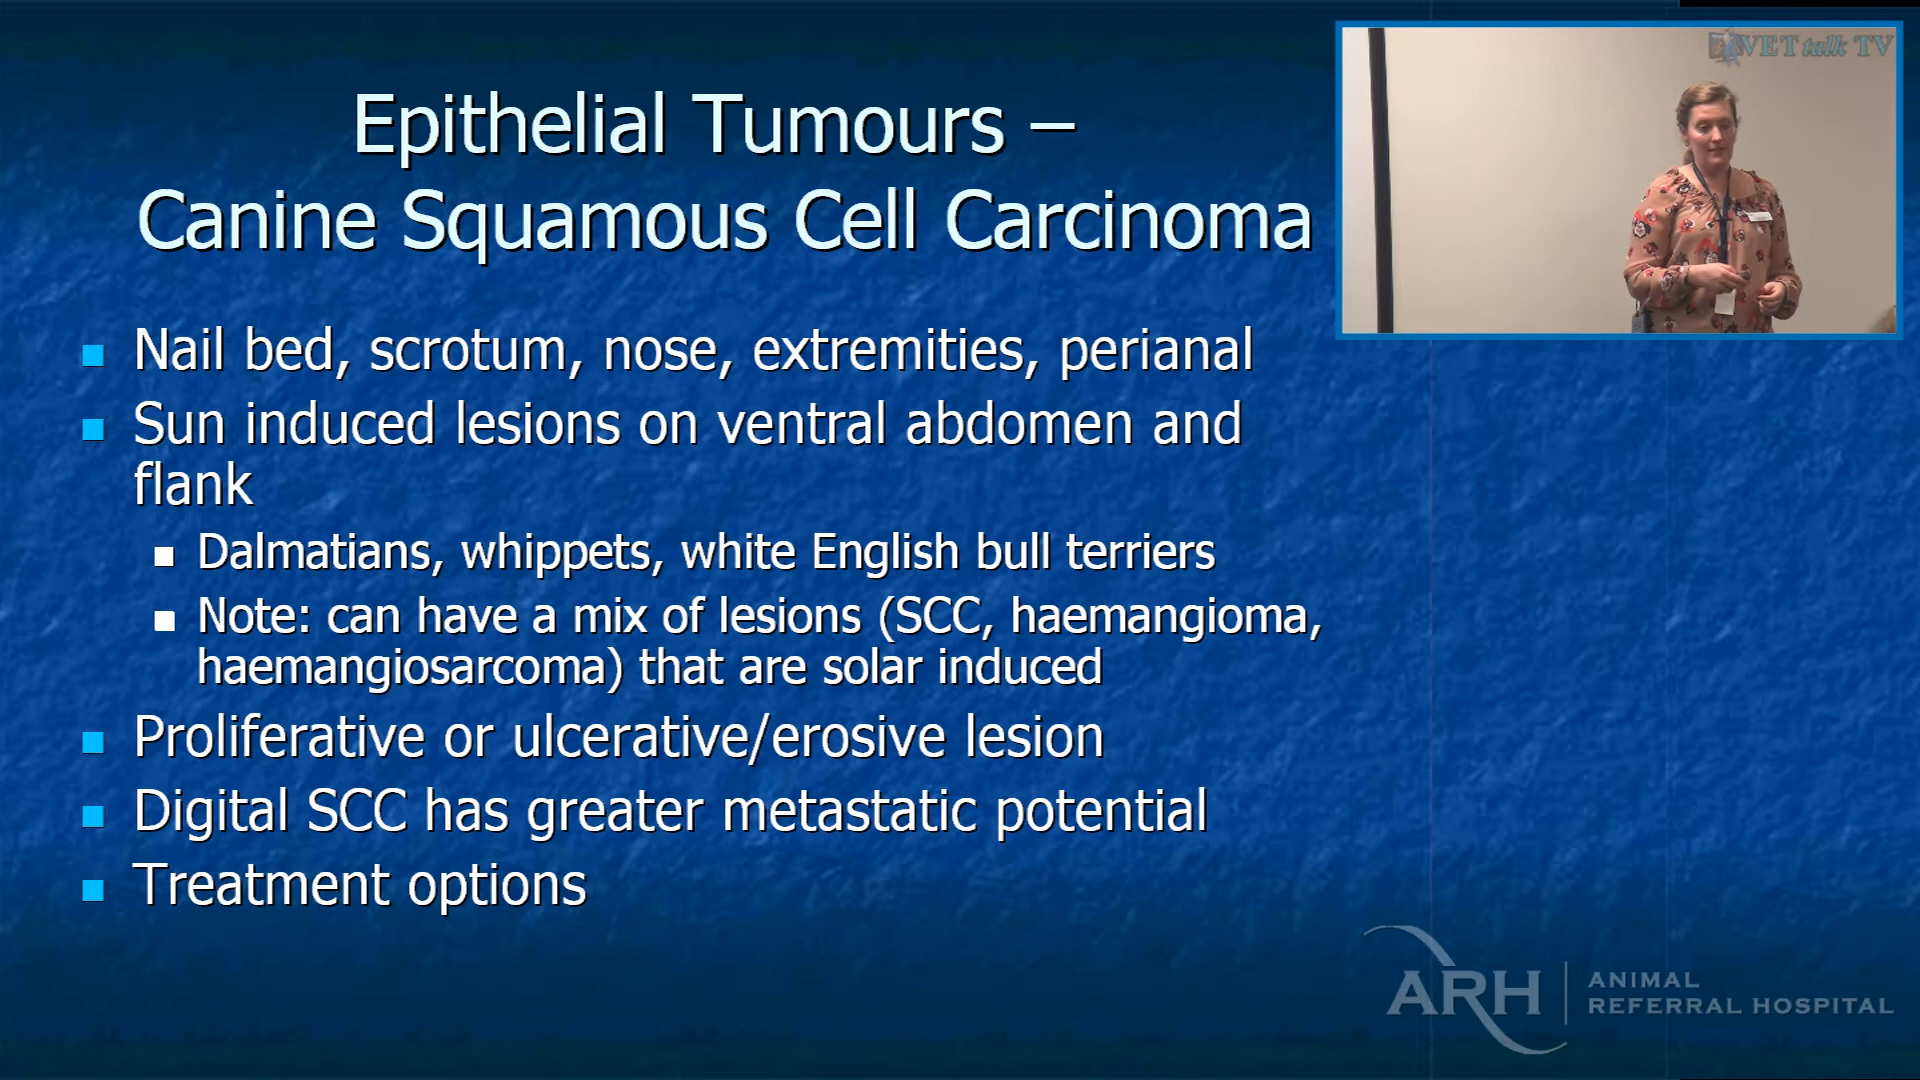 VET talk TV
Epithelial Tumours –
Canine Squamous Cell Carcinoma
Nail bed, scrotum, nose, extremities, perianal
Sun induced lesions on ventral abdomen and
flank
Dalmatians, whippets, white English bull terriers
Note: can have a mix of lesions (SCC, haemangioma,
haemangiosarcoma) that are solar induced
Proliferative or ulcerative/erosive lesion
Digital SCC has greater metastatic potential
Treatment options
ARH
ANIMAL
REFERRAL HOSPITAL